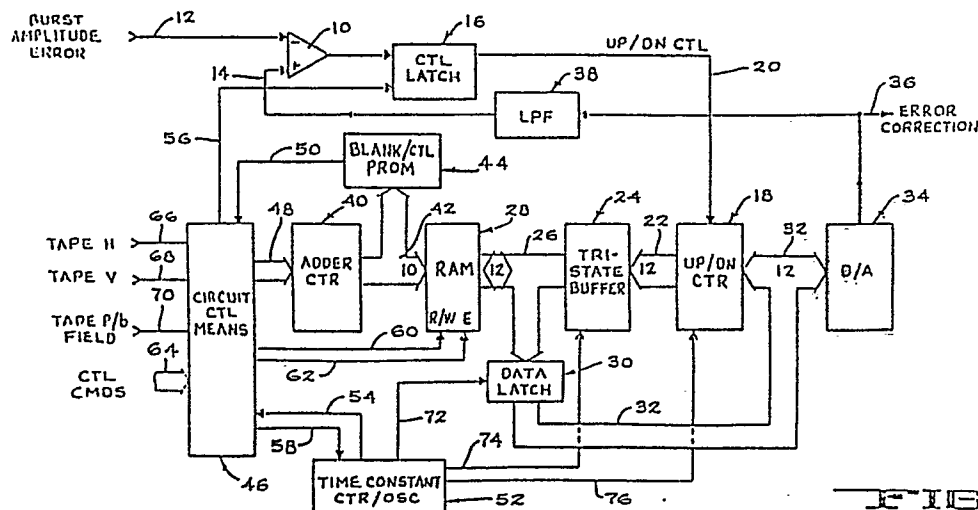 BURST
AMPLITUDE
ERROR
12
10
16
CTL
LATCH
UP/DN CTL
20
14
38
LPF
36
ERROR
CORRECTION
56
50
BLANK/CTL
PROM
44
TAPE H
66
TAPE V
68
TAPE P/b
FIELD
70
64
CTL
CMDS
CIRCUIT
CTL
MEANS
46
48
40
ADDER
CTR
42
10
28
RAM
R/W E
26
12
24
TRI-
STATE
BUFFER
22
12
18
UP/DN
CTR
32
12
34
D/A
60
62
DATA
LATCH
30
32
54
58
72
74
76
TIME CONSTANT
CTR/OSC
52
FIG